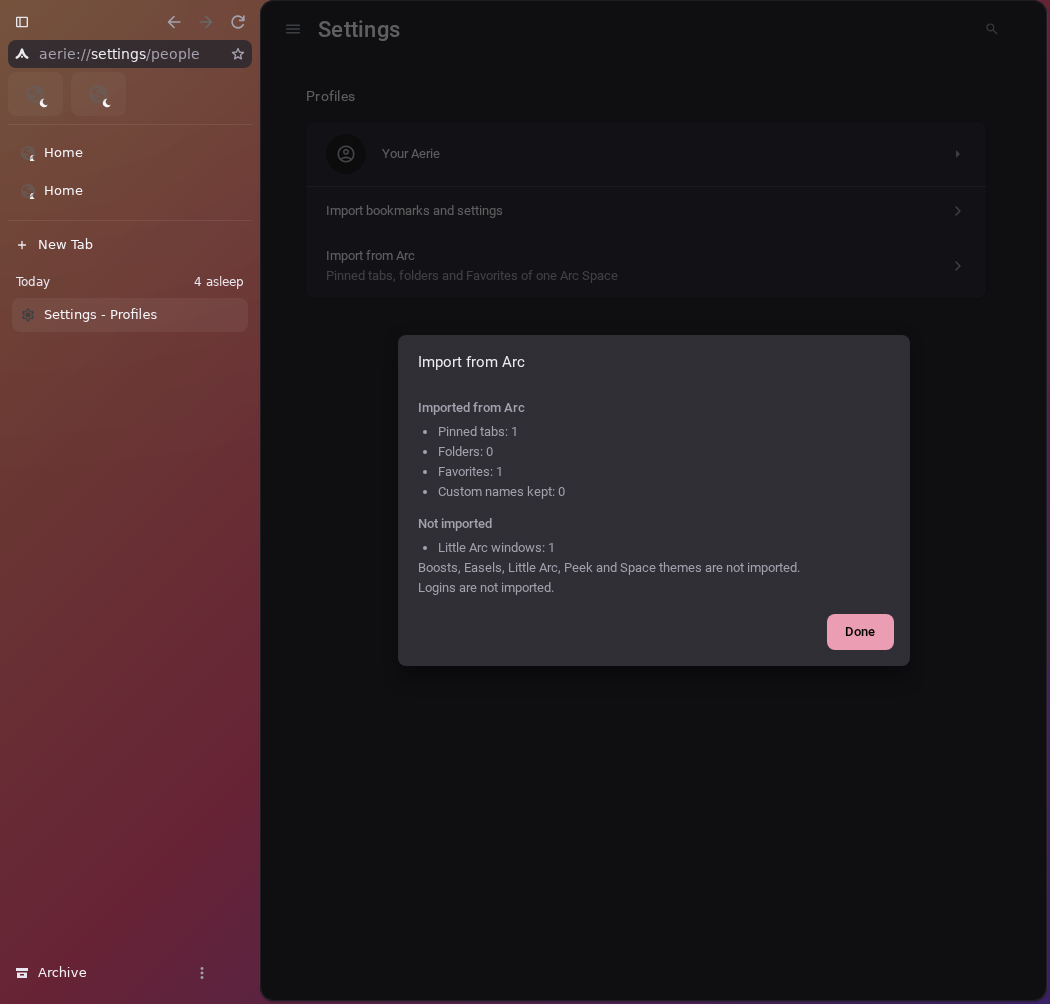 aerie://settings/people
Home
Home
New Tab
Today
4 asleep
Settings - Profiles
Archive
Settings
Profiles
Your Aerie
Import bookmarks and settings
Import from Arc
Pinned tabs, folders and Favorites of one Arc Space
Import from Arc
Imported from Arc
Pinned tabs: 1
Folders: 0
Favorites: 1
Custom names kept: 0
Not imported
Little Arc windows: 1
Boosts, Easels, Little Arc, Peek and Space themes are not imported.
Logins are not imported.
Done